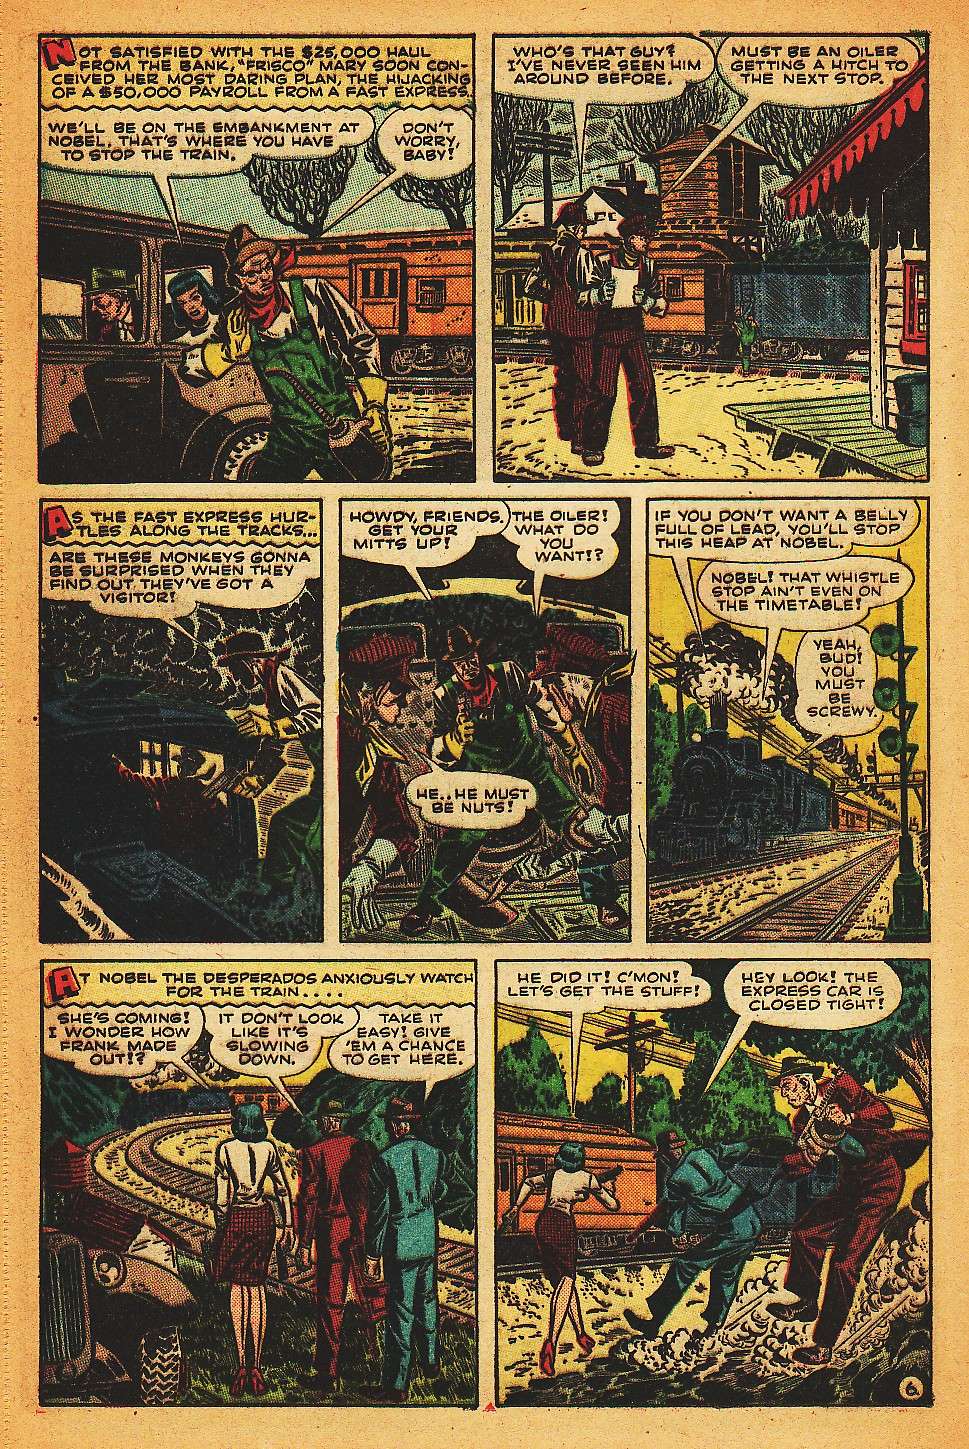 NOT SATISFIED WITH THE $25,000 HAUL
FROM THE BANK, "FRISCO" MARY SOON CON-
CEIVED HER MOST DARING PLAN, THE HIJACKING
OF A $50,000 PAYROLL FROM A FAST EXPRESS..
WE'LL BE ON THE EMBANKMENT AT
NOBEL. THAT'S WHERE YOU HAVE
TO STOP THE TRAIN.
DON'T
WORRY,
BABY!
WHO'S THAT GUY?
I'VE NEVER SEEN HIM
AROUND BEFORE.
MUST BE AN OILER
GETTING A HITCH TO
THE NEXT STOP.
AS THE FAST EXPRESS HUR-
TLES ALONG THE TRACKS...
ARE THESE MONKEYS GONNA
BE SURPRISED WHEN THEY
FIND OUT THEY'VE GOT A
VISITOR!
HOWDY, FRIENDS.
GET YOUR
MITTS UP!
THE OILER!
WHAT DO
YOU
WANT!?
HE..HE MUST
BE NUTS!
IF YOU DON'T WANT A BELLY
FULL OF LEAD, YOU'LL STOP
THIS HEAP AT NOBEL.
NOBEL! THAT WHISTLE
STOP AIN'T EVEN ON
THE TIMETABLE!
YEAH,
BUD!
YOU
MUST
BE
SCREWY.
AT NOBEL THE DESPERADOS ANXIOUSLY WATCH
FOR THE TRAIN....
SHE'S COMING!
I WONDER HOW
FRANK MADE
OUT!?
IT DON'T LOOK
LIKE IT'S
SLOWING
DOWN.
TAKE IT
EASY! GIVE
'EM A CHANCE
TO GET HERE.
HE DID IT! C'MON!
LET'S GET THE STUFF!
HEY LOOK! THE
EXPRESS CAR IS
CLOSED TIGHT!
6